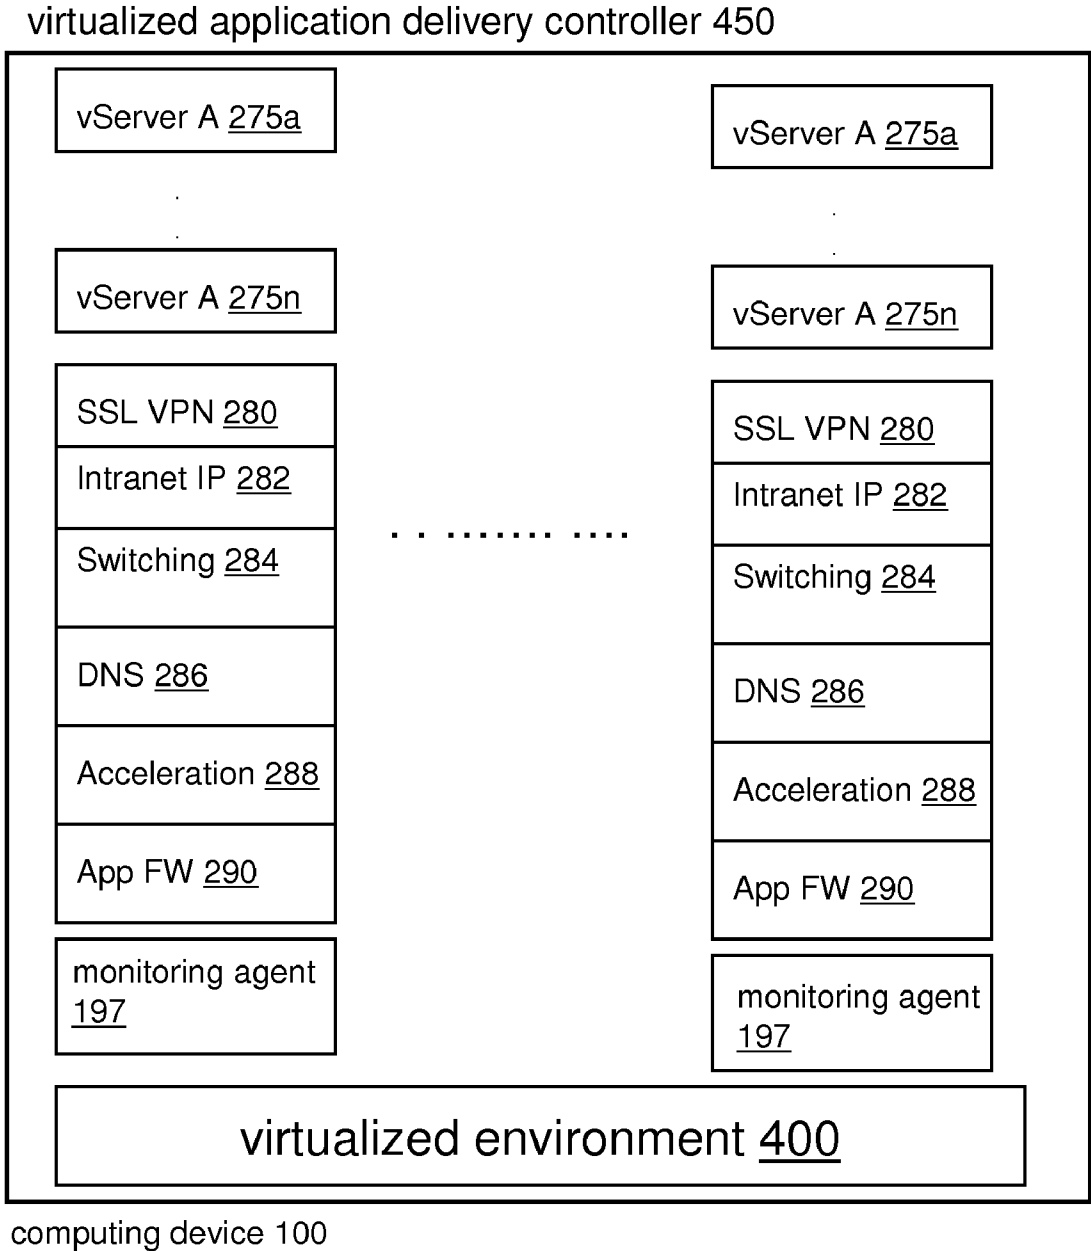 virtualized application delivery controller 450
vServer A 275a
vServer A 275n
SSL VPN 280
Intranet IP 282
Switching 284
DNS 286
Acceleration 288
App FW 290
monitoring agent
197
vServer A 275a
vServer A 275n
SSL VPN 280
Intranet IP 282
Switching 284
DNS 286
Acceleration 288
App FW 290
monitoring agent
197
virtualized environment 400
computing device 100